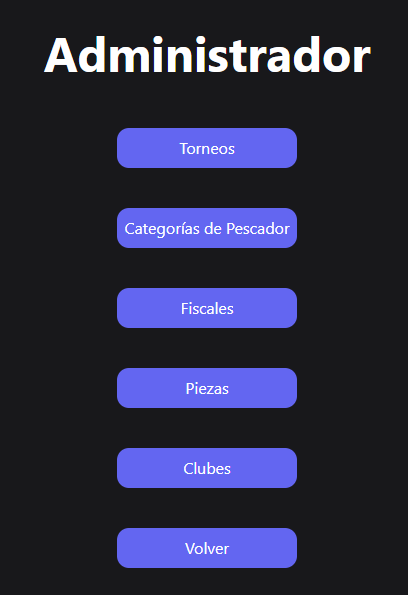 Administrador
Torneos
Categorías de Pescador
Fiscales
Piezas
Clubes
Volver